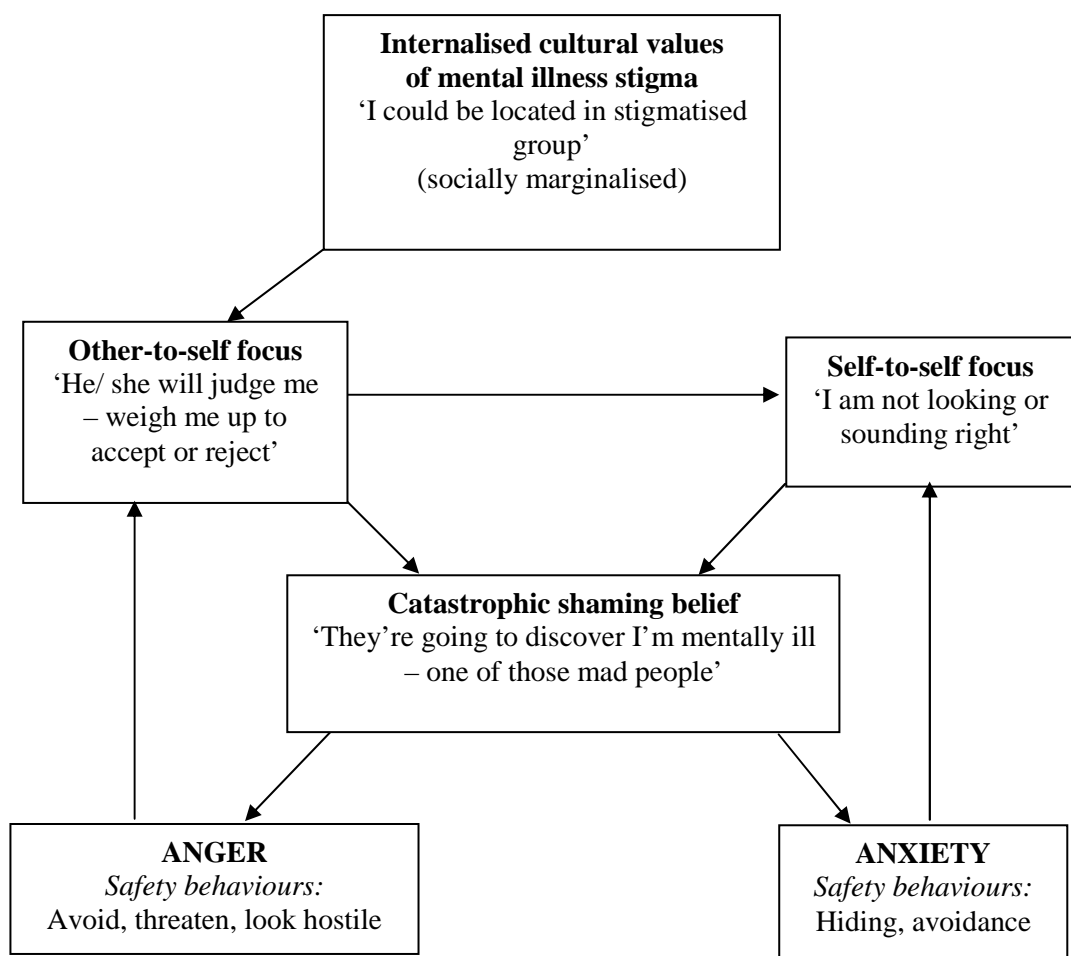 Internalised cultural values
of mental illness stigma
‘I could be located in stigmatised
group’
(socially marginalised)
Other-to-self focus
‘He/ she will judge me
– weigh me up to
accept or reject’
Self-to-self focus
‘I am not looking or
sounding right’
Catastrophic shaming belief
‘They’re going to discover I’m mentally ill
– one of those mad people’
ANGER
Safety behaviours:
Avoid, threaten, look hostile
ANXIETY
Safety behaviours:
Hiding, avoidance